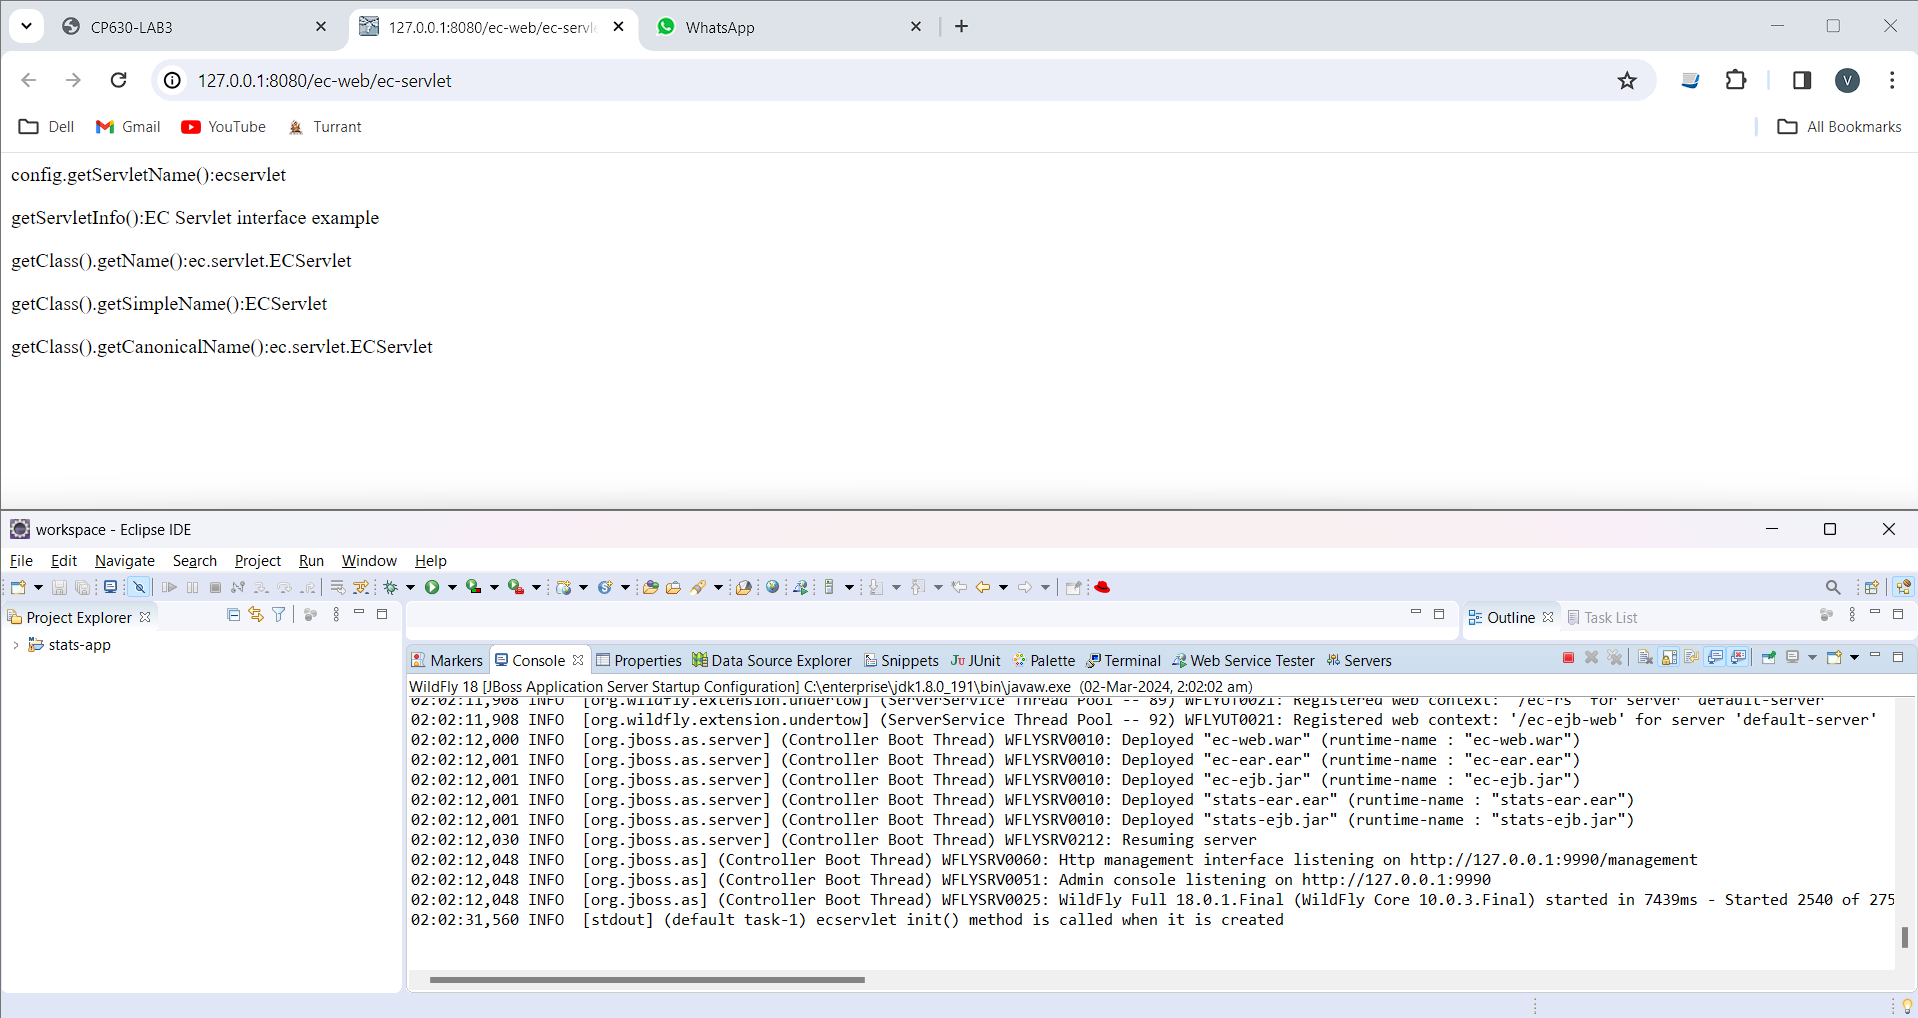 CP630-LAB3
127.0.0.1:8080/ec-web/ec-servle
WhatsApp
127.0.0.1:8080/ec-web/ec-servlet
V
Dell
Gmail
YouTube
Turrant
All Bookmarks
config.getServletName():ecservlet
getServletInfo():EC Servlet interface example
getClass().getName():ec.servlet.ECServlet
getClass().getSimpleName():ECServlet
getClass().getCanonicalName():ec.servlet.ECServlet
workspace - Eclipse IDE
File Edit Navigate Search Project Run Window Help
Project Explorer
Outline
Task List
stats-app
Markers
Console
Properties
Data Source Explorer
Snippets
Ju JUnit
Palette
Terminal
Web Service Tester
Servers
WildFly 18 [JBoss Application Server Startup Configuration] C:\enterprise\jdk1.8.0_191\bin\javaw.exe (02-Mar-2024, 2:02:02 am)
02:02:11,908 INFO [org.wildfly.extension.undertow] (ServerService Thread Pool -- 89) WFLYUT0021: Registered web context: '/ec-rs' for server 'default-server'
02:02:11,908 INFO [org.wildfly.extension.undertow] (ServerService Thread Pool -- 92) WFLYUT0021: Registered web context: '/ec-ejb-web' for server 'default-server'
02:02:12,000 INFO [org.jboss.as.server] (Controller Boot Thread) WFLYSRV0010: Deployed "ec-web.war" (runtime-name : "ec-web.war")
02:02:12,001 INFO [org.jboss.as.server] (Controller Boot Thread) WFLYSRV0010: Deployed "ec-ear.ear" (runtime-name : "ec-ear.ear")
02:02:12,001 INFO [org.jboss.as.server] (Controller Boot Thread) WFLYSRV0010: Deployed "ec-ejb.jar" (runtime-name : "ec-ejb.jar")
02:02:12,001 INFO [org.jboss.as.server] (Controller Boot Thread) WFLYSRV0010: Deployed "stats-ear.ear" (runtime-name : "stats-ear.ear")
02:02:12,001 INFO [org.jboss.as.server] (Controller Boot Thread) WFLYSRV0010: Deployed "stats-ejb.jar" (runtime-name : "stats-ejb.jar")
02:02:12,030 INFO [org.jboss.as.server] (Controller Boot Thread) WFLYSRV0212: Resuming server
02:02:12,048 INFO [org.jboss.as] (Controller Boot Thread) WFLYSRV0060: Http management interface listening on http://127.0.0.1:9990/management
02:02:12,048 INFO [org.jboss.as] (Controller Boot Thread) WFLYSRV0051: Admin console listening on http://127.0.0.1:9990
02:02:12,048 INFO [org.jboss.as] (Controller Boot Thread) WFLYSRV0025: WildFly Full 18.0.1.Final (WildFly Core 10.0.3.Final) started in 7439ms - Started 2540 of 275
02:02:31,560 INFO [stdout] (default task-1) ecservlet init() method is called when it is created